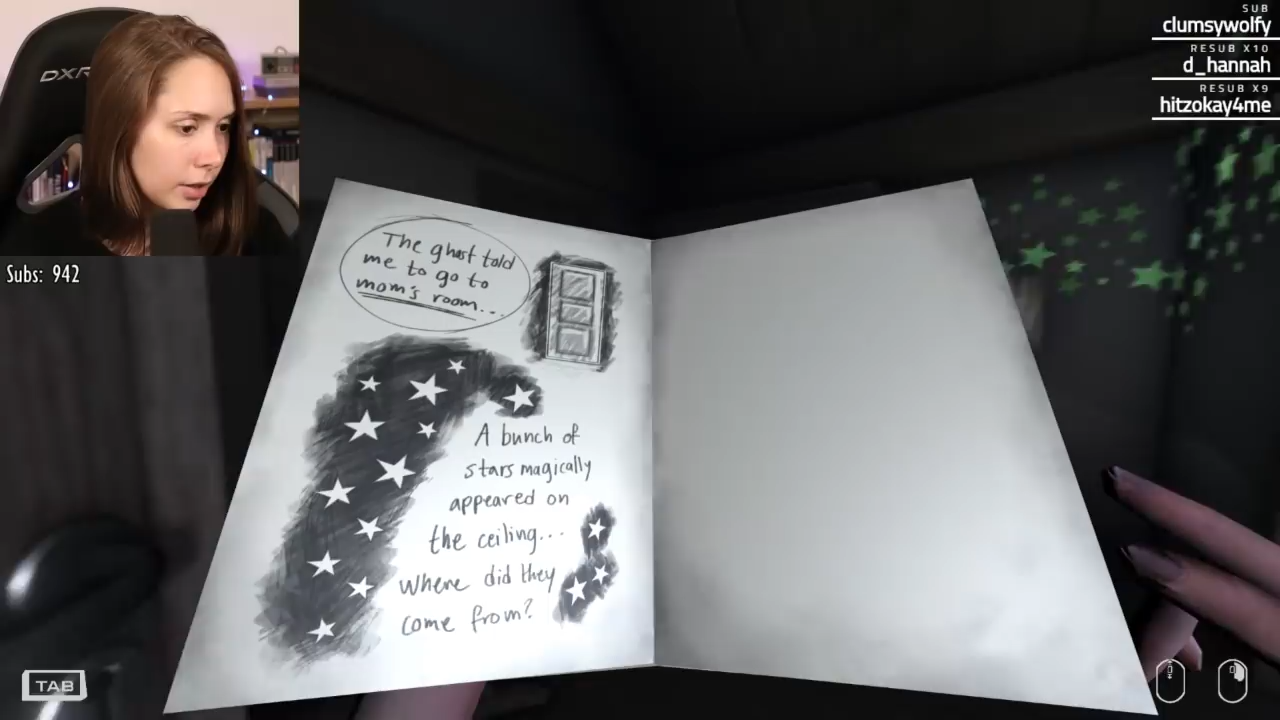 SUB
clumsywolfy
RESUB X10
d_hannah
RESUB X9
hitzokay4me
DXR
Subs: 942
The ghost told
me to go to
mom's room...
A bunch of
stars magically
appeared on
the ceiling...
Where did they
come from?
TAB